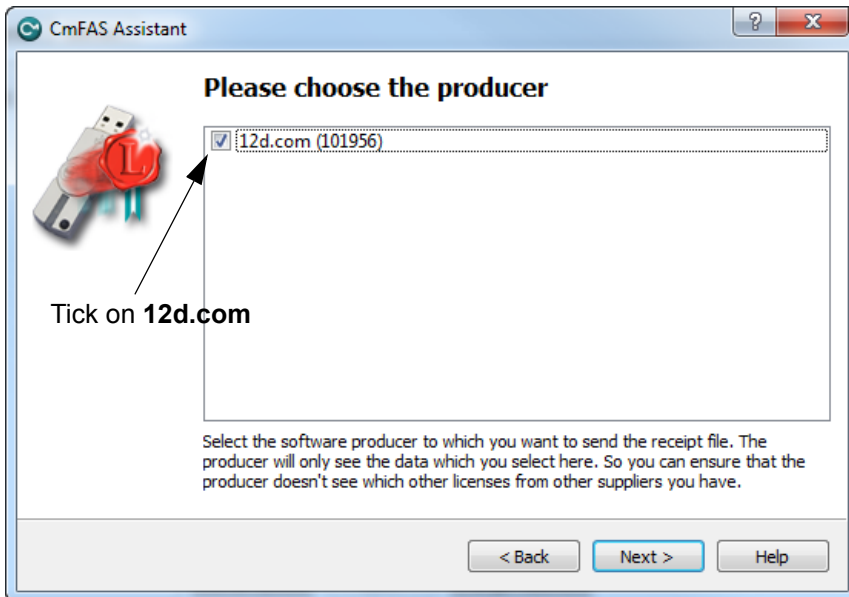 CmFAS Assistant
Please choose the producer
12d.com (101956)
Tick on 12d.com
Select the software producer to which you want to send the receipt file. The
producer will only see the data which you select here. So you can ensure that the
producer doesn't see which other licenses from other suppliers you have.
< Back Next > Help